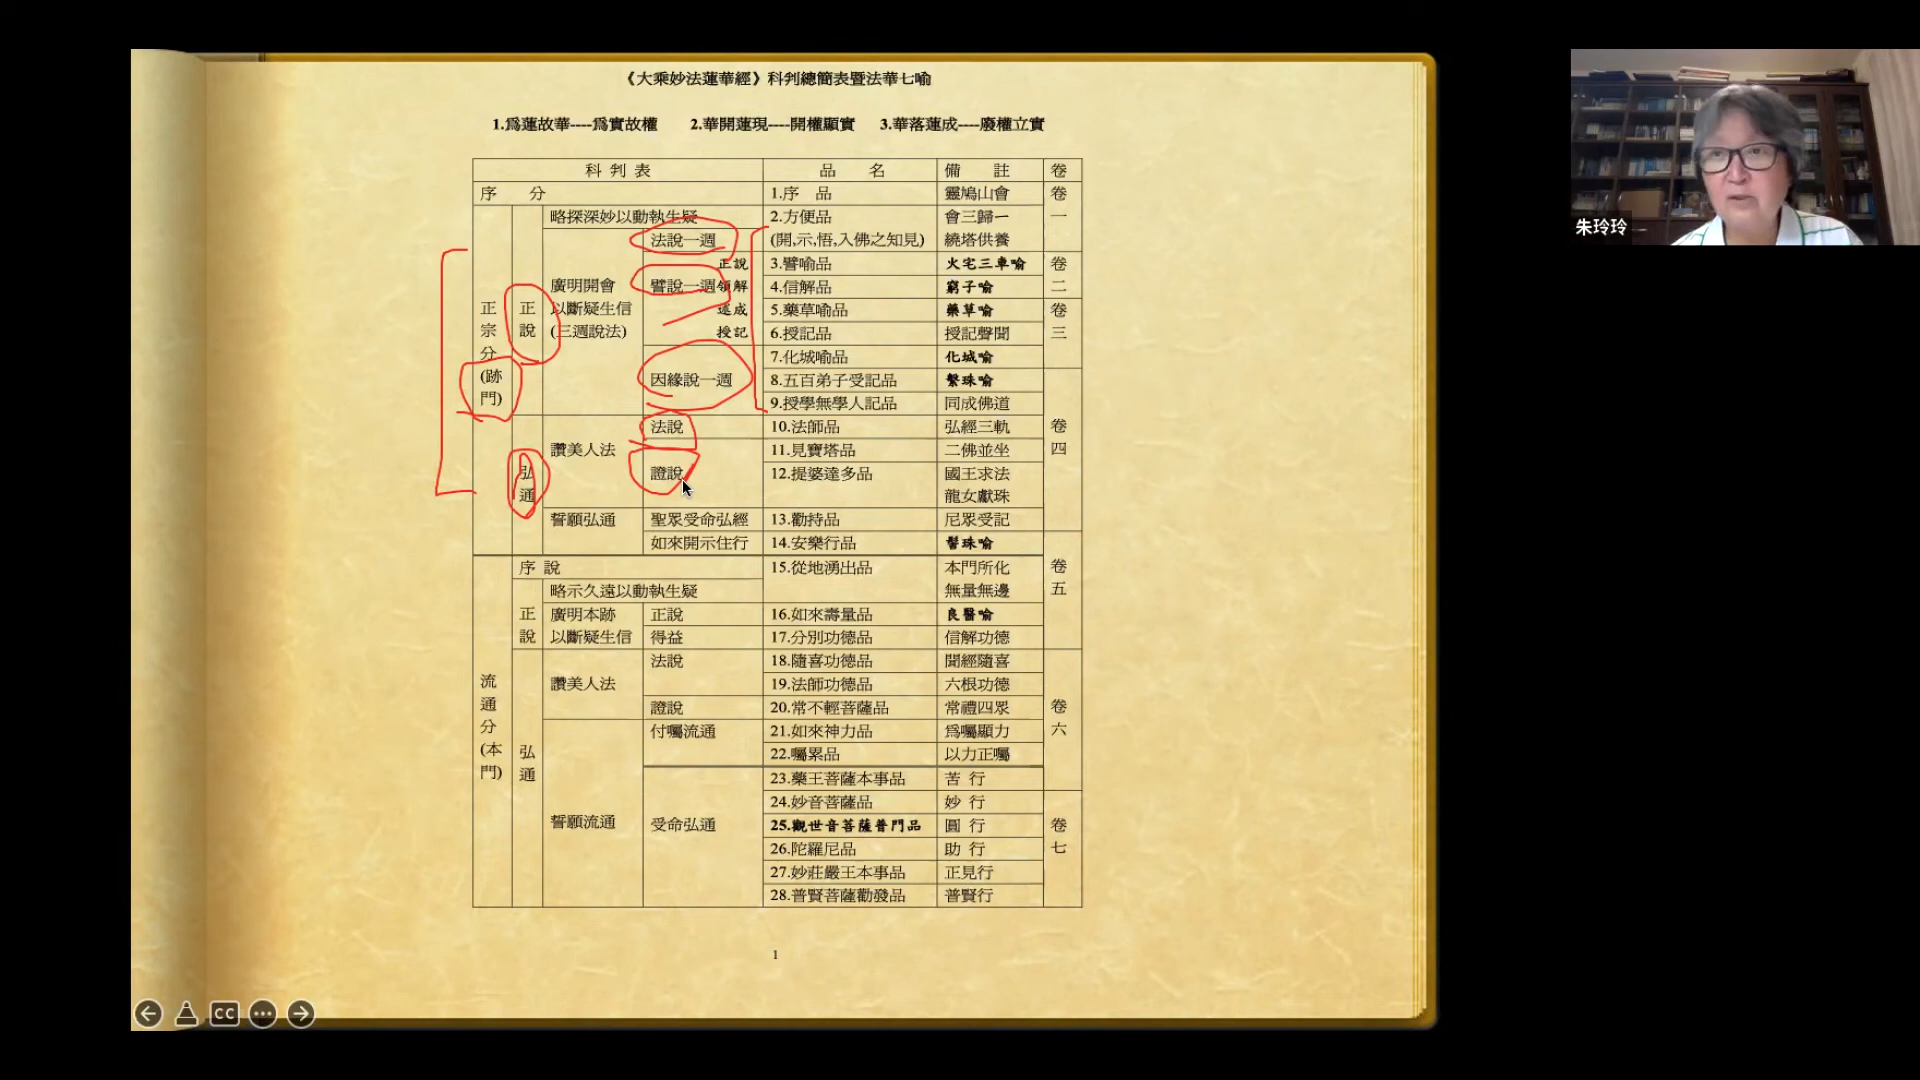 《大乘妙法蓮華經》科判總簡表暨法華七喻
1.為蓮故華----為實故權 2.華開蓮現----開權顯實 3.華落蓮成----廢權立實
科 判 表 品 名 備 註 卷
序 分 1.序 品 靈鳩山會 卷
略探深妙以動執生疑 2.方便品 會三歸一 一
法說一週 (開,示,悟,入佛之知見) 繞塔供養
正說 3.譬喻品 火宅三車喻 卷
廣明開會 譬說一週 領解 4.信解品 窮子喻 二
正 正 以斷疑生信 述成 5.藥草喻品 藥草喻 卷
宗 說 (三週說法) 授記 6.授記品 授記聲聞 三
分 7.化城喻品 化城喻
(跡 因緣說一週 8.五百弟子受記品 繫珠喻
門) 9.授學無學人記品 同成佛道
法說 10.法師品 弘經三軌 卷
讚美人法 11.見寶塔品 二佛並坐 四
弘 證說 12.提婆達多品 國王求法
通 龍女獻珠
誓願弘通 聖眾受命弘經 13.勸持品 尼眾受記
如來開示住行 14.安樂行品 髻珠喻
序 說 15.從地湧出品 本門所化 卷
略示久遠以動執生疑 無量無邊 五
正 廣明本跡 正說 16.如來壽量品 良醫喻
說 以斷疑生信 得益 17.分別功德品 信解功德
法說 18.隨喜功德品 聞經隨喜
流 讚美人法 19.法師功德品 六根功德
通 證說 20.常不輕菩薩品 常禮四眾 卷
分 付囑流通 21.如來神力品 為囑顯力 六
(本 弘 22.囑累品 以力正囑
門) 通 23.藥王菩薩本事品 苦 行
24.妙音菩薩品 妙 行
誓願流通 受命弘通 25.觀世音菩薩普門品 圓 行 卷
26.陀羅尼品 助 行 七
27.妙莊嚴王本事品 正見行
28.普賢菩薩勸發品 普賢行
1
CC
朱玲玲